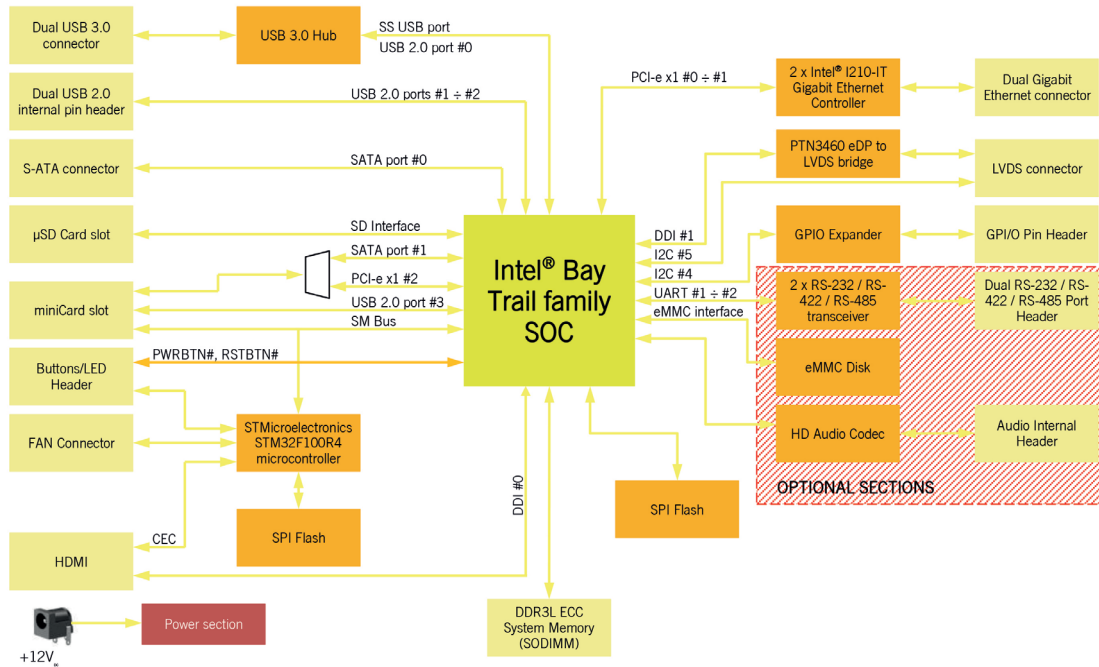 Dual USB 3.0
connector
USB 3.0 Hub
SS USB port
USB 2.0 port #0
Dual USB 2.0
internal pin header
USB 2.0 ports #1 ÷ #2
S-ATA connector
SATA port #0
µSD Card slot
SD Interface
SATA port #1
PCI-e x1 #2
miniCard slot
USB 2.0 port #3
SM Bus
Buttons/LED
Header
PWRBTN#, RSTBTN#
FAN Connector
STMicroelectronics
STM32F100R4
microcontroller
SPI Flash
CEC
HDMI
DDI #0
+12V
DC
Power section
Intel® Bay
Trail family
SOC
DDR3L ECC
System Memory
(SODIMM)
SPI Flash
PCI-e x1 #0 ÷ #1
2 x Intel® I210-IT
Gigabit Ethernet
Controller
Dual Gigabit
Ethernet connector
PTN3460 eDP to
LVDS bridge
LVDS connector
DDI #1
I2C #5
I2C #4
GPIO Expander
GPI/O Pin Header
UART #1 ÷ #2
2 x RS-232 / RS-
422 / RS-485
transceiver
Dual RS-232 / RS-
422 / RS-485 Port
Header
eMMC interface
eMMC Disk
HD Audio Codec
Audio Internal
Header
OPTIONAL SECTIONS